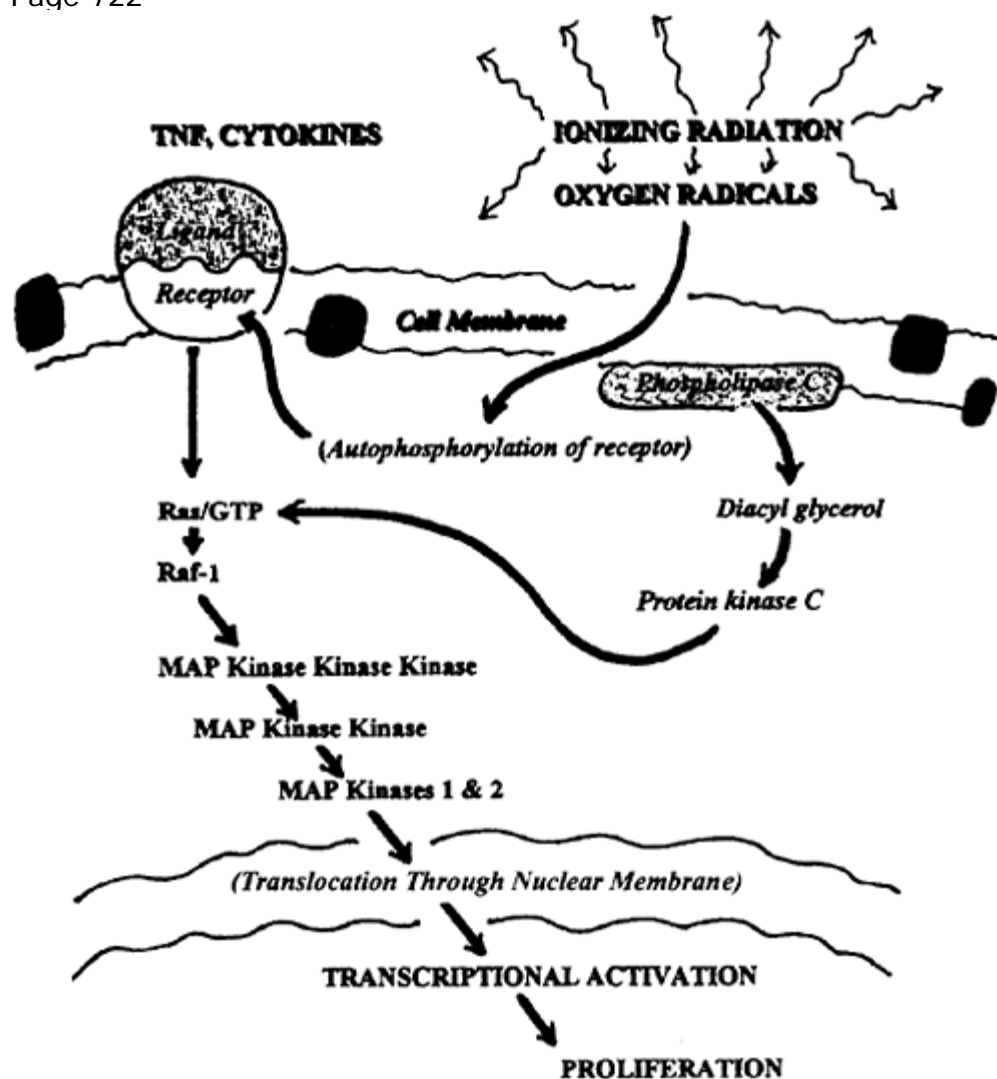 Page 722
TNF, CYTOKINES
IONIZING RADIATION
OXYGEN RADICALS
Ligand
Receptor
Cell Membrane
Phospholipase C
(Autophosphorylation of receptor)
Ras/GTP
Diacyl glycerol
Raf-1
Protein kinase C
MAP Kinase Kinase Kinase
MAP Kinase Kinase
MAP Kinases 1 & 2
(Translocation Through Nuclear Membrane)
TRANSCRIPTIONAL ACTIVATION
PROLIFERATION